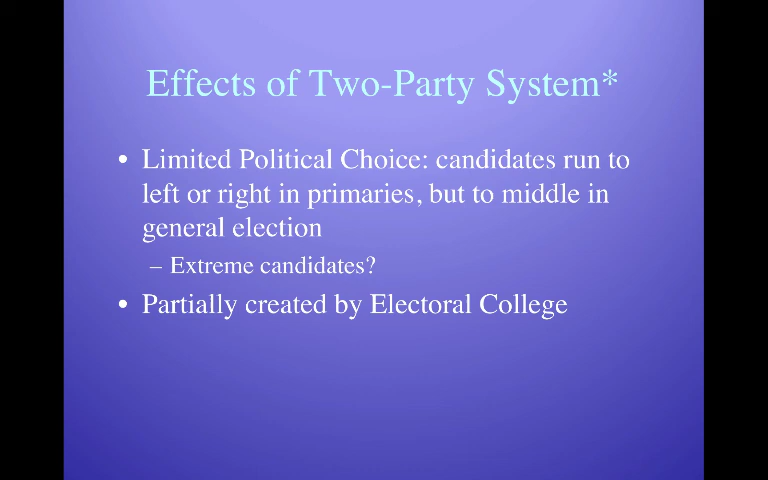 Effects of Two-Party System*
• Limited Political Choice: candidates run to
left or right in primaries, but to middle in
general election
– Extreme candidates?
• Partially created by Electoral College